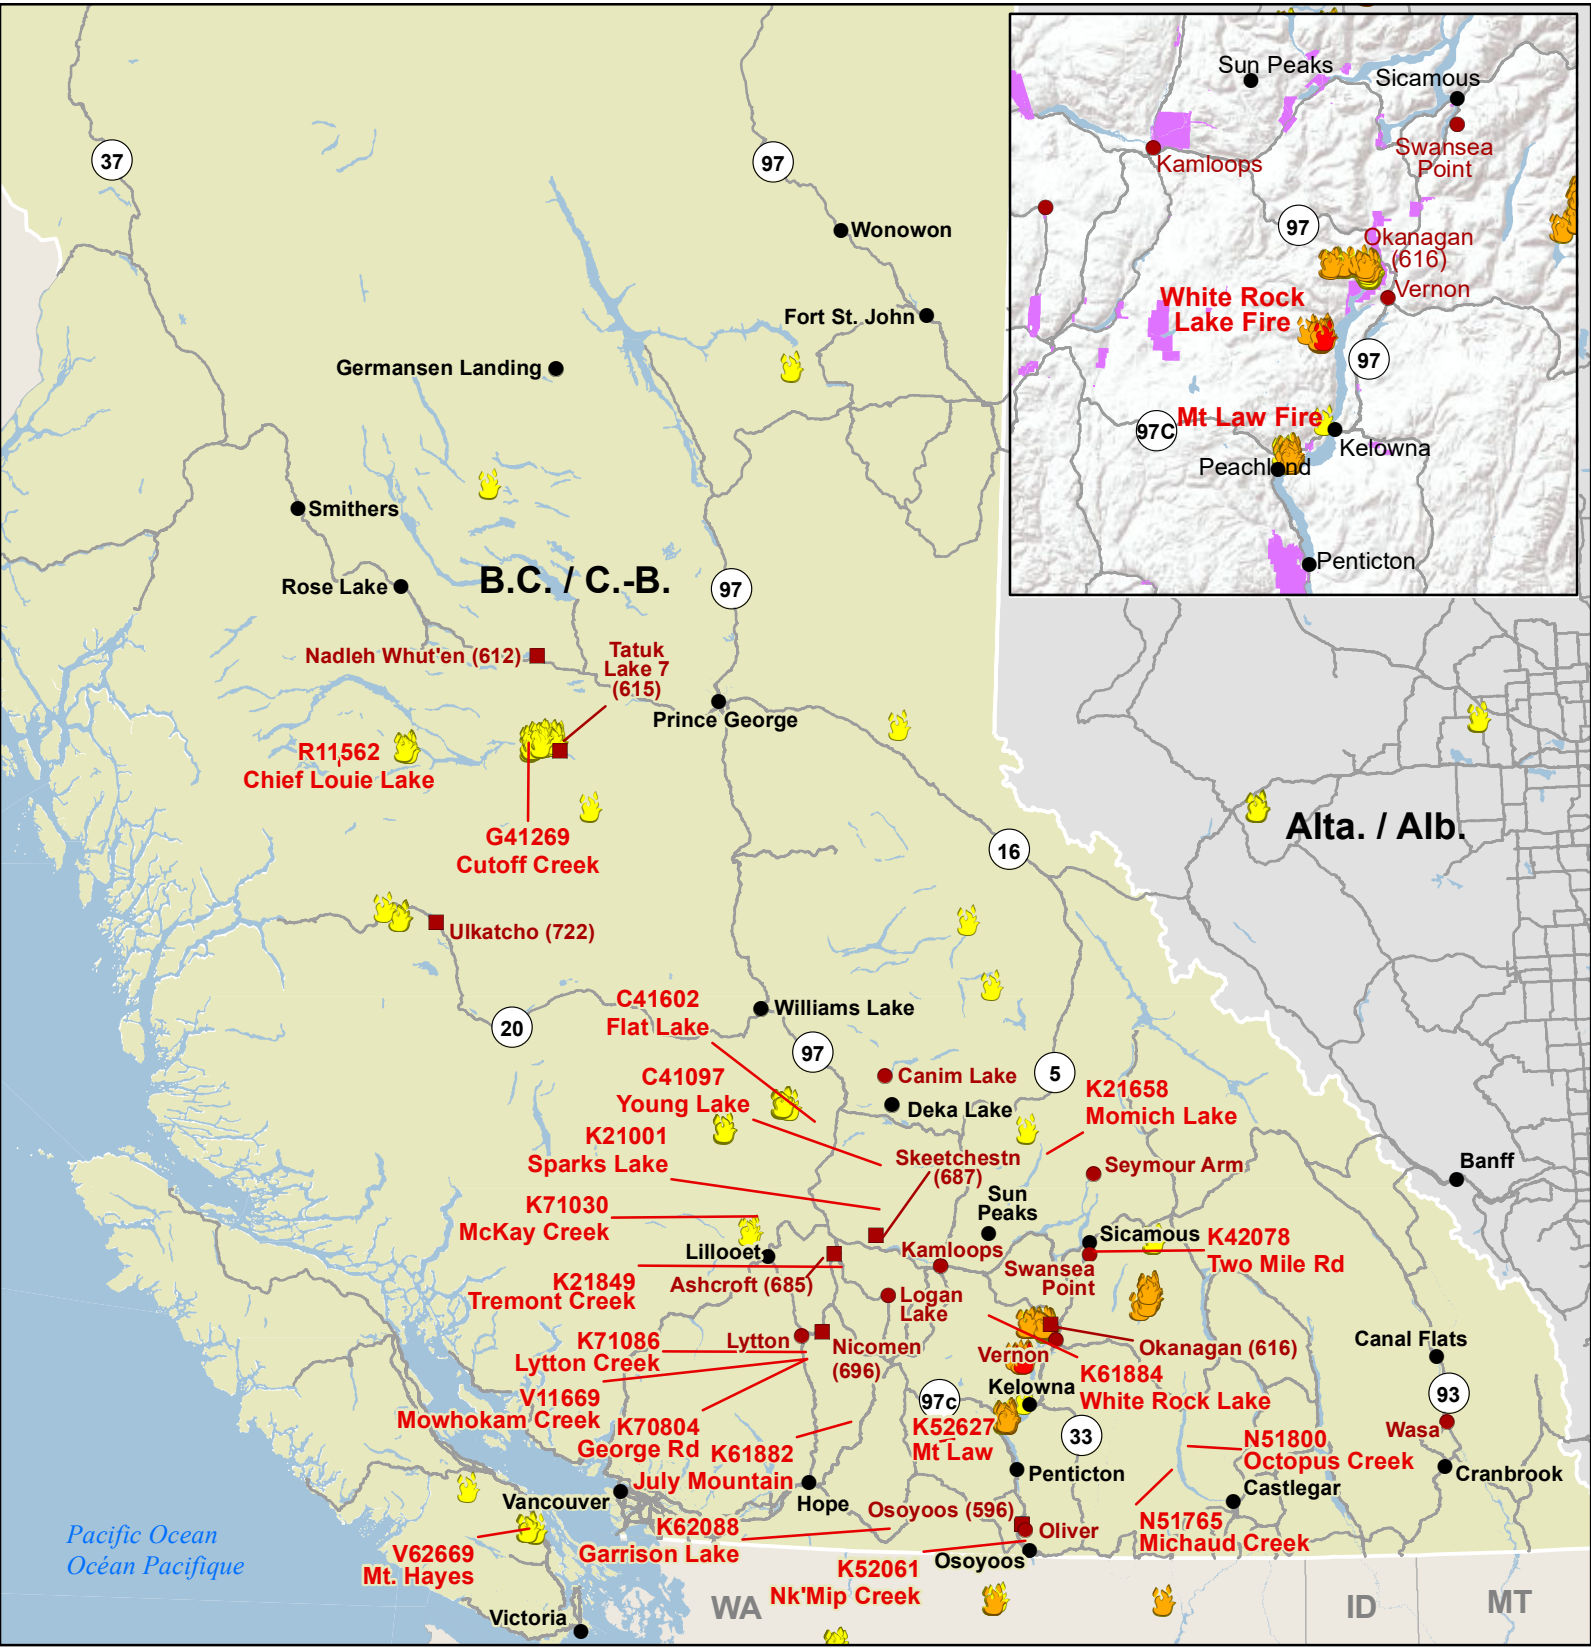 37
97
Wonowon
Fort St. John
Germansen Landing
Smithers
Rose Lake
B.C. / C.-B.
97
Nadleh Whut'en (612)
Tatuk
Lake 7
(615)
Prince George
R11562
Chief Louie Lake
G41269
Cutoff Creek
Ulkatcho (722)
20
16
Alta. / Alb.
Sun Peaks
Sicamous
Swansea
Point
Kamloops
97
Okanagan
(616)
Vernon
White Rock
Lake Fire
97
Mt Law Fire
97C
Kelowna
Peachland
Penticton
C41602
Flat Lake
Williams Lake
97
Canim Lake
5
C41097
Young Lake
Deka Lake
K21658
Momich Lake
K21001
Sparks Lake
Skeetchestn
(687)
Seymour Arm
Banff
Sun
Peaks
K71030
McKay Creek
Lillooet
Sicamous
K42078
Two Mile Rd
Kamloops
Swansea
Point
K21849
Tremont Creek
Ashcroft (685)
Logan
Lake
K71086
Lytton Creek
Lytton
Nicomen
(696)
Vernon
Okanagan (616)
Canal Flats
V11669
Mowhokam Creek
97c
Kelowna
K61884
White Rock Lake
93
K70804
George Rd
K61882
July Mountain
K52627
Mt Law
33
Wasa
N51800
Octopus Creek
Cranbrook
Penticton
Castlegar
Vancouver
Hope
Osoyoos (596)
Oliver
N51765
Michaud Creek
K62088
Garrison Lake
Osoyoos
K52061
Nk'Mip Creek
V62669
Mt. Hayes
Pacific Ocean
Océan Pacifique
Victoria
WA
ID
MT